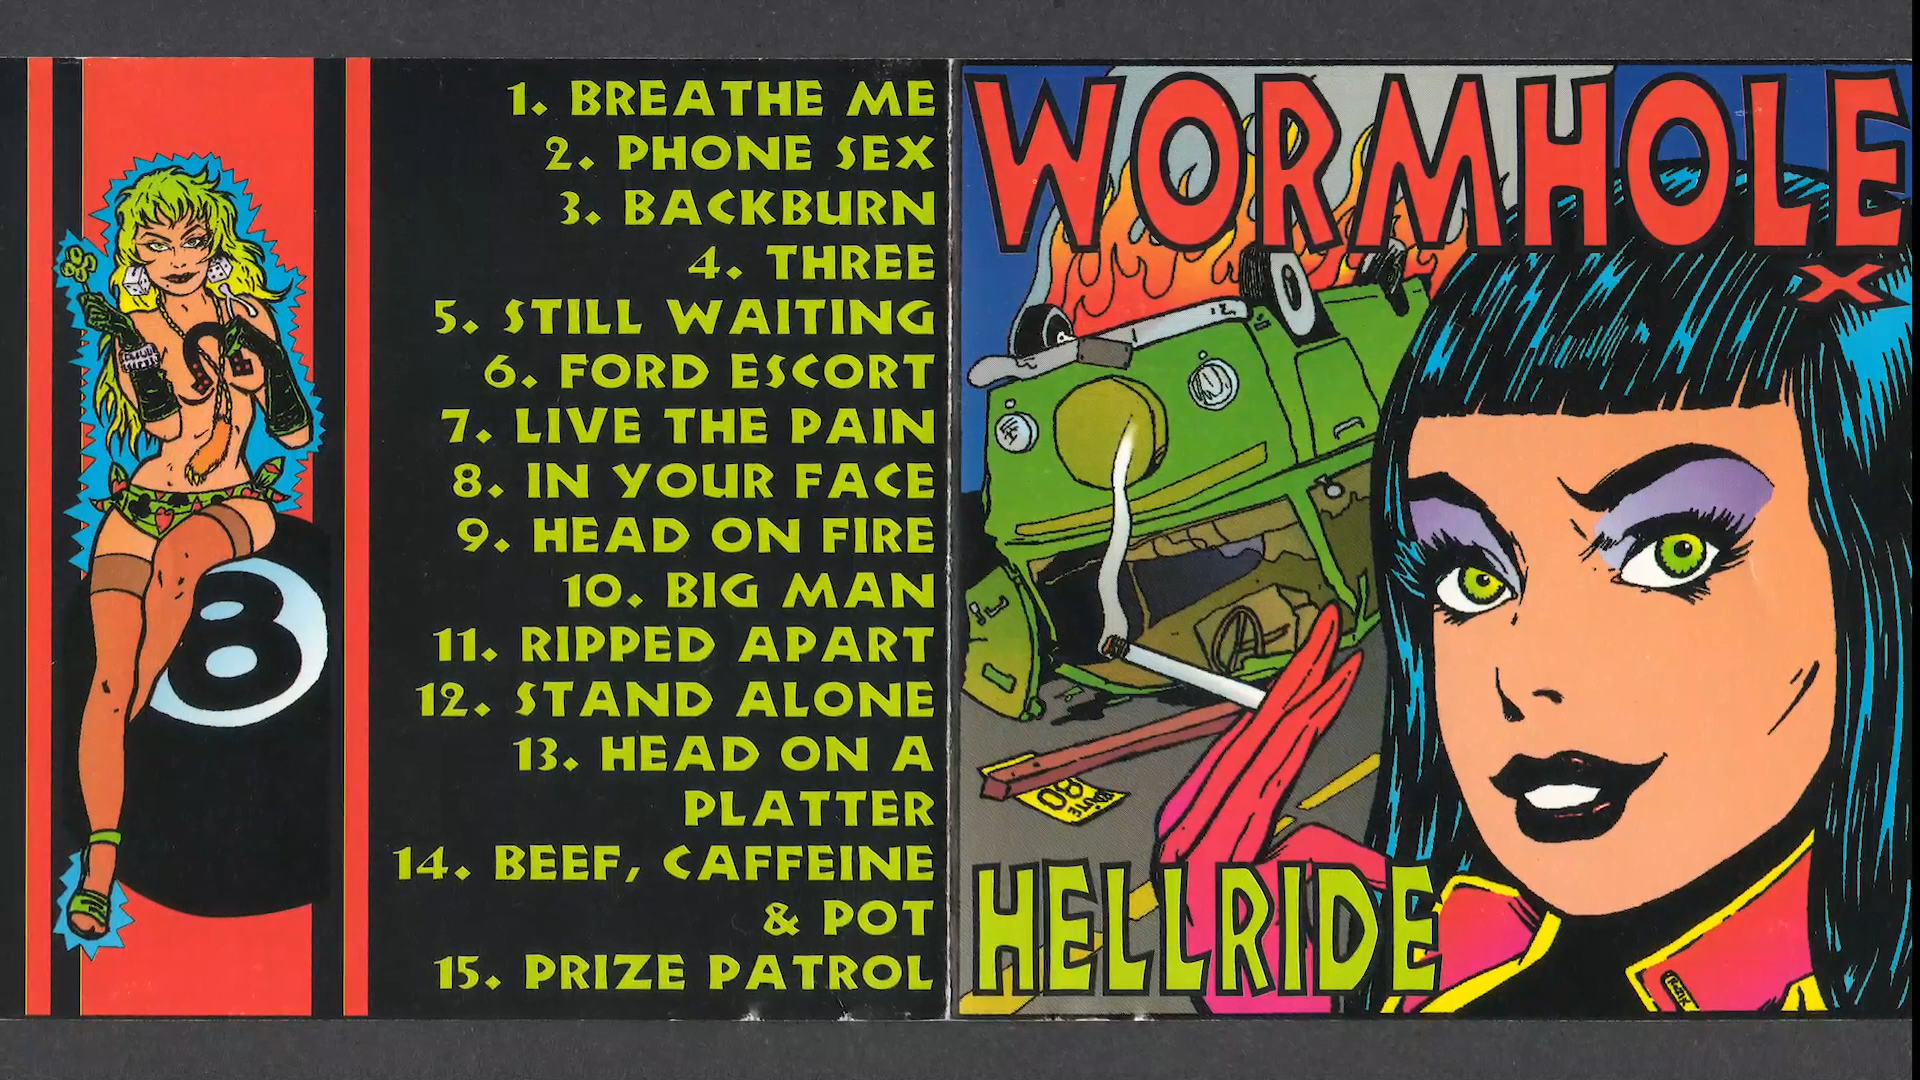 1. BREATHE ME
2. PHONE SEX
3. BACKBURN
4. THREE
5. STILL WAITING
6. FORD ESCORT
7. LIVE THE PAIN
8. IN YOUR FACE
9. HEAD ON FIRE
10. BIG MAN
11. RIPPED APART
12. STAND ALONE
13. HEAD ON A
PLATTER
14. BEEF, CAFFEINE
& POT
15. PRIZE PATROL
8
WORMHOLE
X
08
HELLRIDE